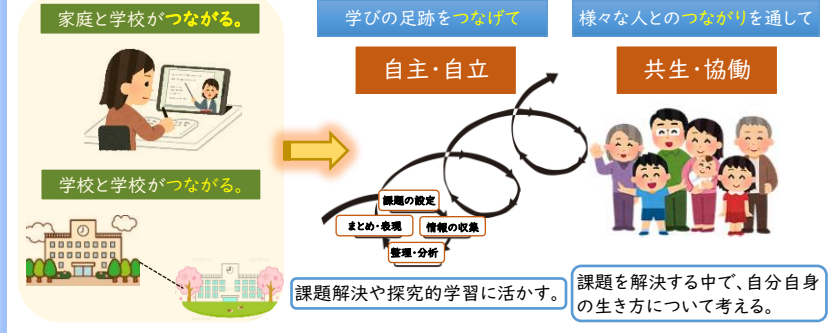 家庭と学校がつながる。
学校と学校がつながる。
学びの足跡をつなげて
自主・自立
課題の設定
まとめ・表現
情報の収集
整理・分析
課題解決や探究的学習に活かす。
様々な人とのつながりを通して
共生・協働
課題を解決する中で、自分自身
の生き方について考える。